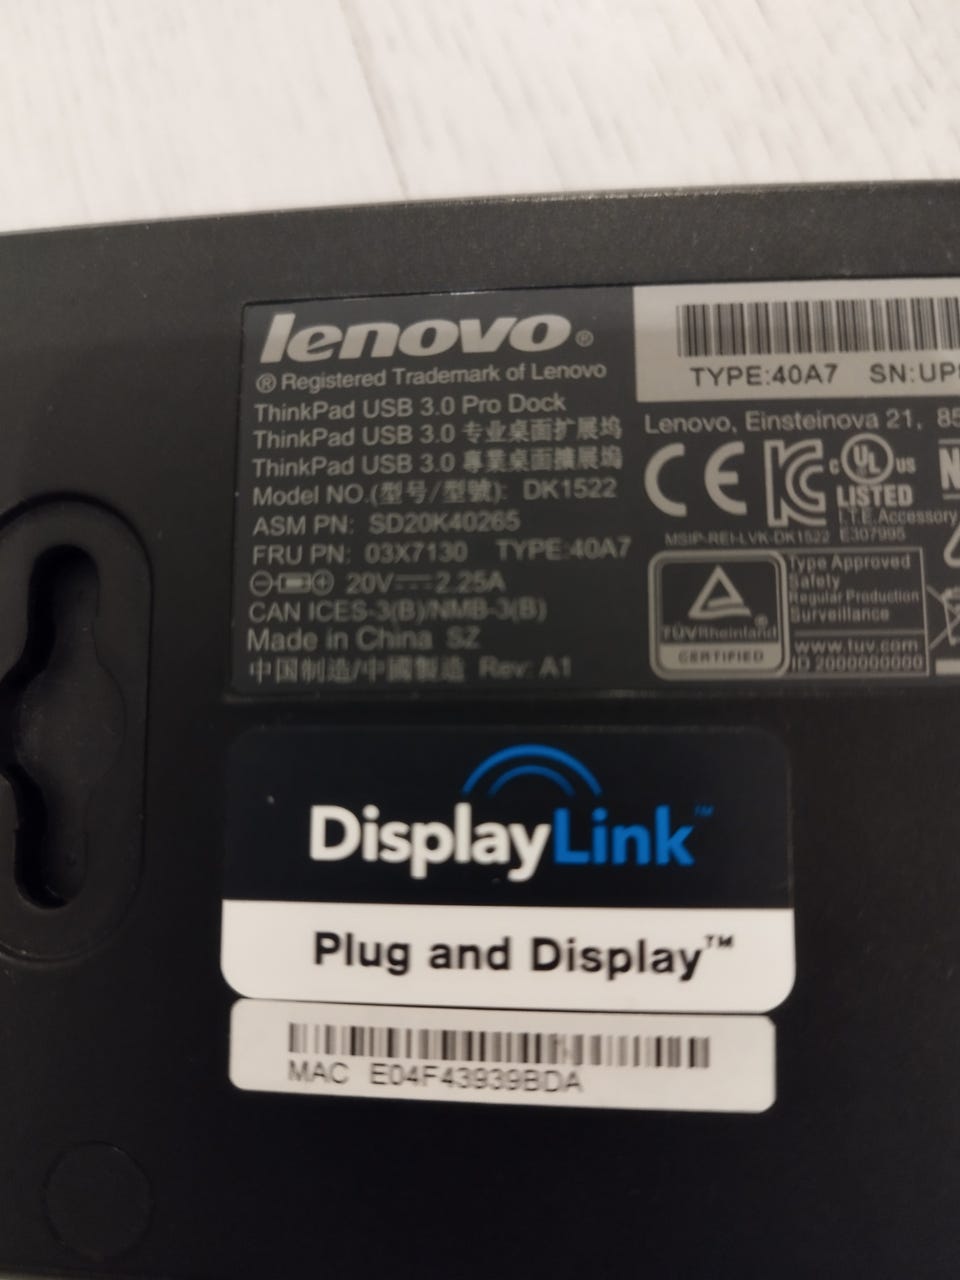 lenovo®
® Registered Trademark of Lenovo
ThinkPad USB 3.0 Pro Dock
ThinkPad USB 3.0 专业桌面扩展坞
ThinkPad USB 3.0 專業桌面擴展塢
Model NO.(型号/型號): DK1522
ASM PN: SD20K40265
FRU PN: 03X7130 TYPE:40A7
20V⎓2.25A
CAN ICES-3(B)/NMB-3(B)
Made in China SZ
中国制造/中國製造 Rev: A1
TYPE:40A7 SN:UP
Lenovo, Einsteinova 21, 85
CE
c UL us
LISTED
I.T.E.Accessory
MSIP-REI-LVK-DK1522 E307995
TÜVRheinland®
CERTIFIED
Type Approved
Safety
Regular Production
Surveillance
www.tuv.com
ID 2000000000
DisplayLink™
Plug and Display™
MAC E04F43939BDA